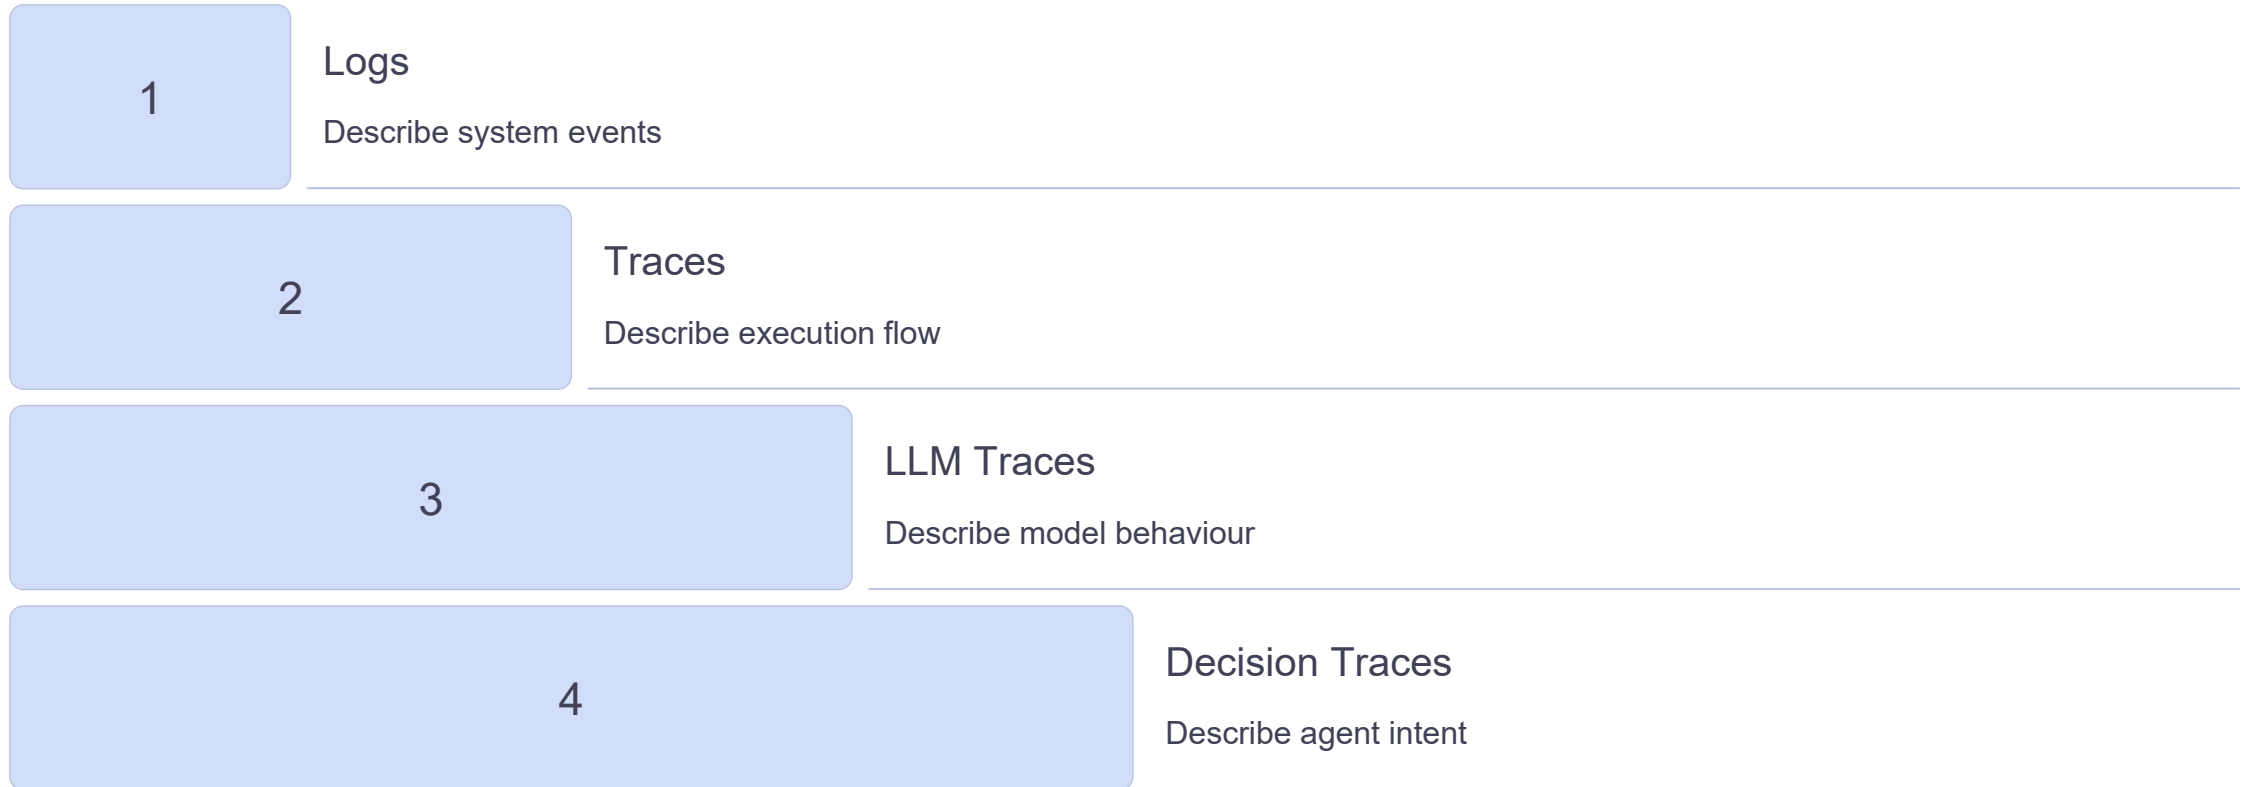 1
Logs
Describe system events
2
Traces
Describe execution flow
3
LLM Traces
Describe model behaviour
4
Decision Traces
Describe agent intent